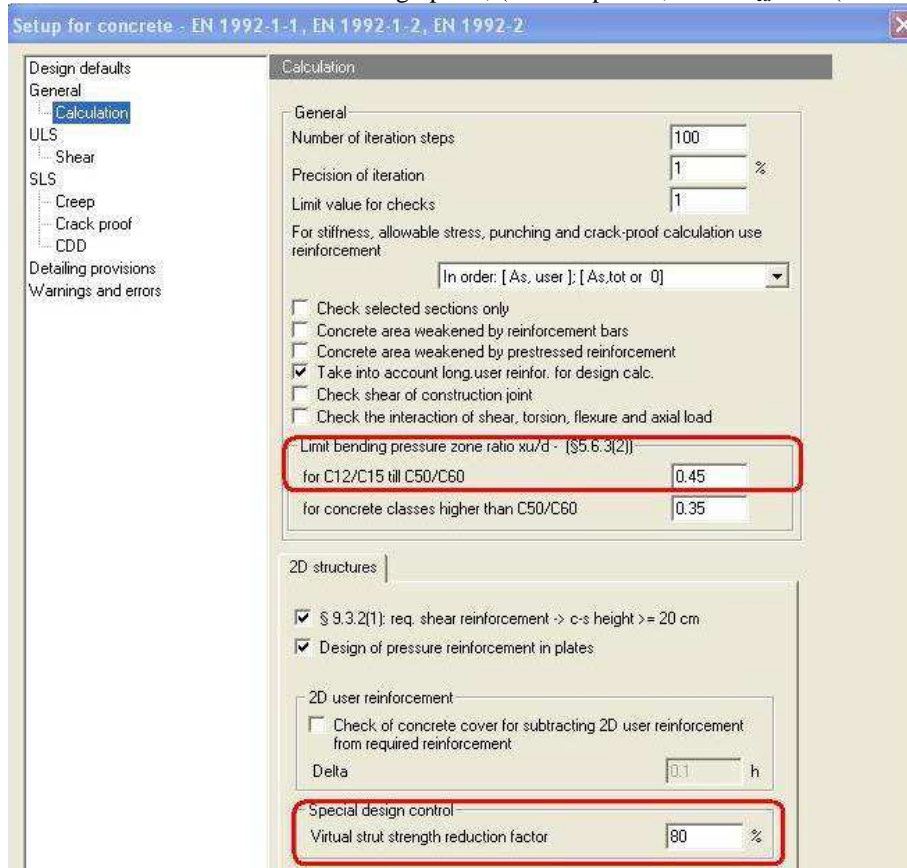 Setup for concrete - EN 1992-1-1, EN 1992-1-2, EN 1992-2
Design defaults
General
Calculation
ULS
Shear
SLS
Creep
Crack proof
CDD
Detailing provisions
Warnings and errors
Calculation
General
Number of iteration steps 100
Precision of iteration 1 %
Limit value for checks 1
For stiffness, allowable stress, punching and crack-proof calculation use
reinforcement
In order: [ As, user ]; [ As,tot or 0]
Check selected sections only
Concrete area weakened by reinforcement bars
Concrete area weakened by prestressed reinforcement
Take into account long.user reinfor. for design calc.
Check shear of construction joint
Check the interaction of shear, torsion, flexure and axial load
Limit bending pressure zone ratio xu/d - (§5.6.3(2))
for C12/C15 till C50/C60 0.45
for concrete classes higher than C50/C60 0.35
2D structures
§ 9.3.2(1): req. shear reinforcement -> c-s height >= 20 cm
Design of pressure reinforcement in plates
2D user reinforcement
Check of concrete cover for subtracting 2D user reinforcement
from required reinforcement
Delta 0.1 h
Special design control
Virtual strut strength reduction factor 80 %